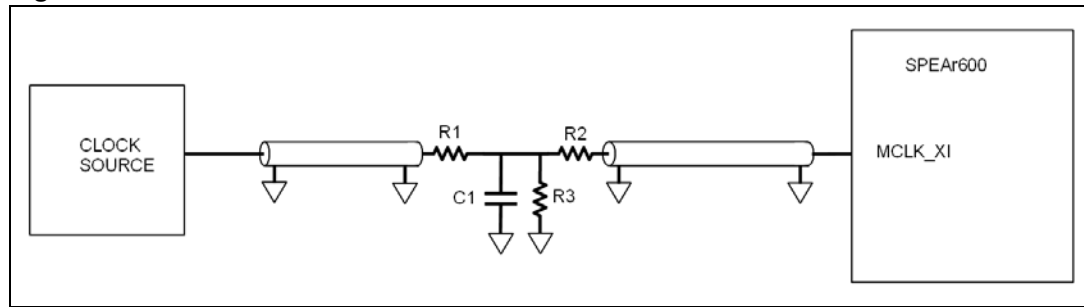 SPEAr600
CLOCK
SOURCE
R1
R2
MCLK_XI
C1
R3